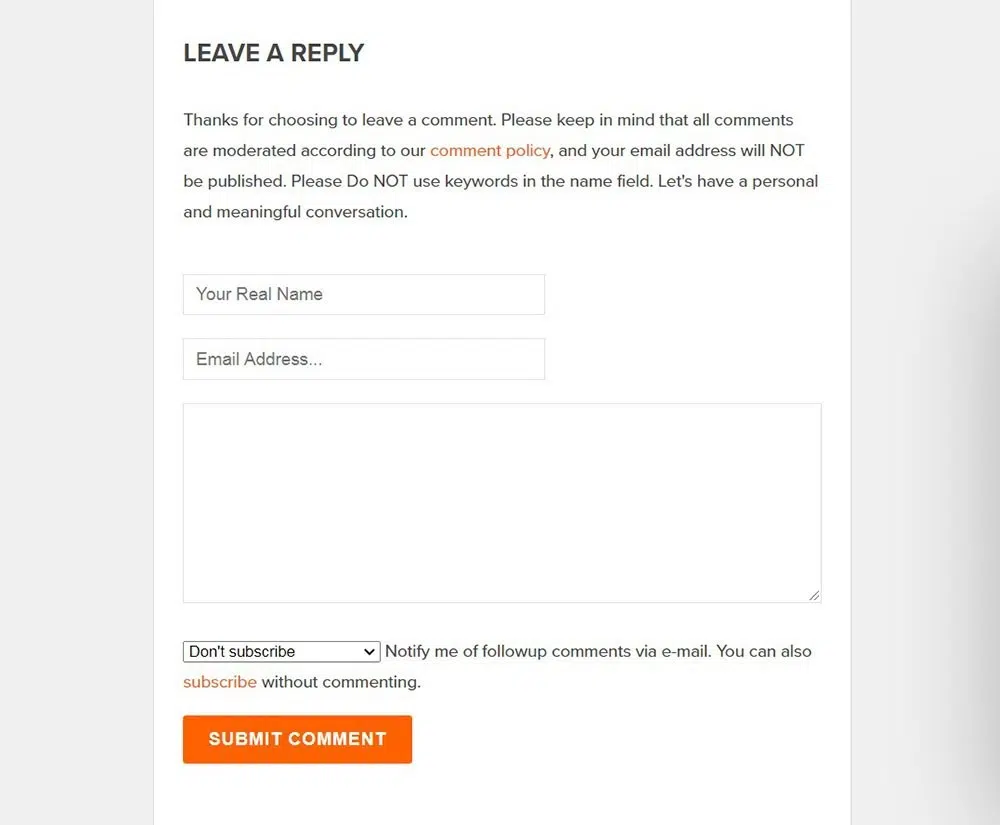 LEAVE A REPLY
Thanks for choosing to leave a comment. Please keep in mind that all comments
are moderated according to our comment policy, and your email address will NOT
be published. Please Do NOT use keywords in the name field. Let's have a personal
and meaningful conversation.
Your Real Name
Email Address...
Don't subscribe Notify me of followup comments via e-mail. You can also
subscribe without commenting.
SUBMIT COMMENT